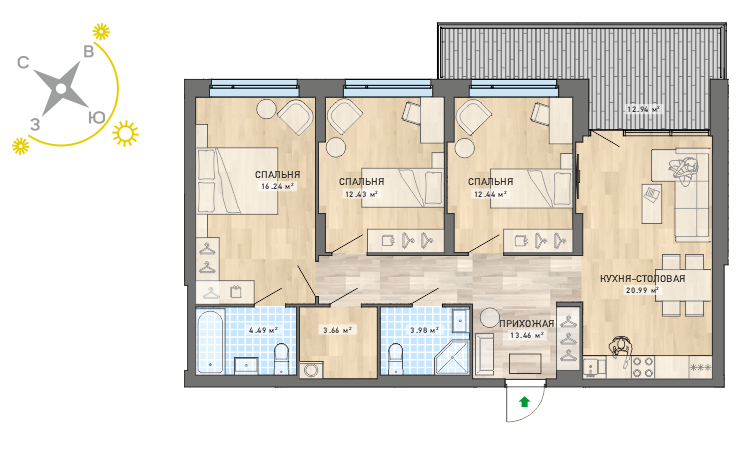 С
В
З
Ю
12.94 м²
СПАЛЬНЯ
16.24 м²
СПАЛЬНЯ
12.43 м²
СПАЛЬНЯ
12.44 м²
КУХНЯ-СТОЛОВАЯ
20.99 м²
4.49 м²
3.66 м²
3.98 м²
ПРИХОЖАЯ
13.46 м²